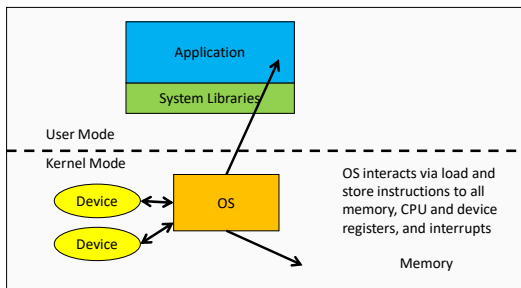 Application
System Libraries
User Mode
Kernel Mode
Device
Device
OS
OS interacts via load and
store instructions to all
memory, CPU and device
registers, and interrupts
Memory